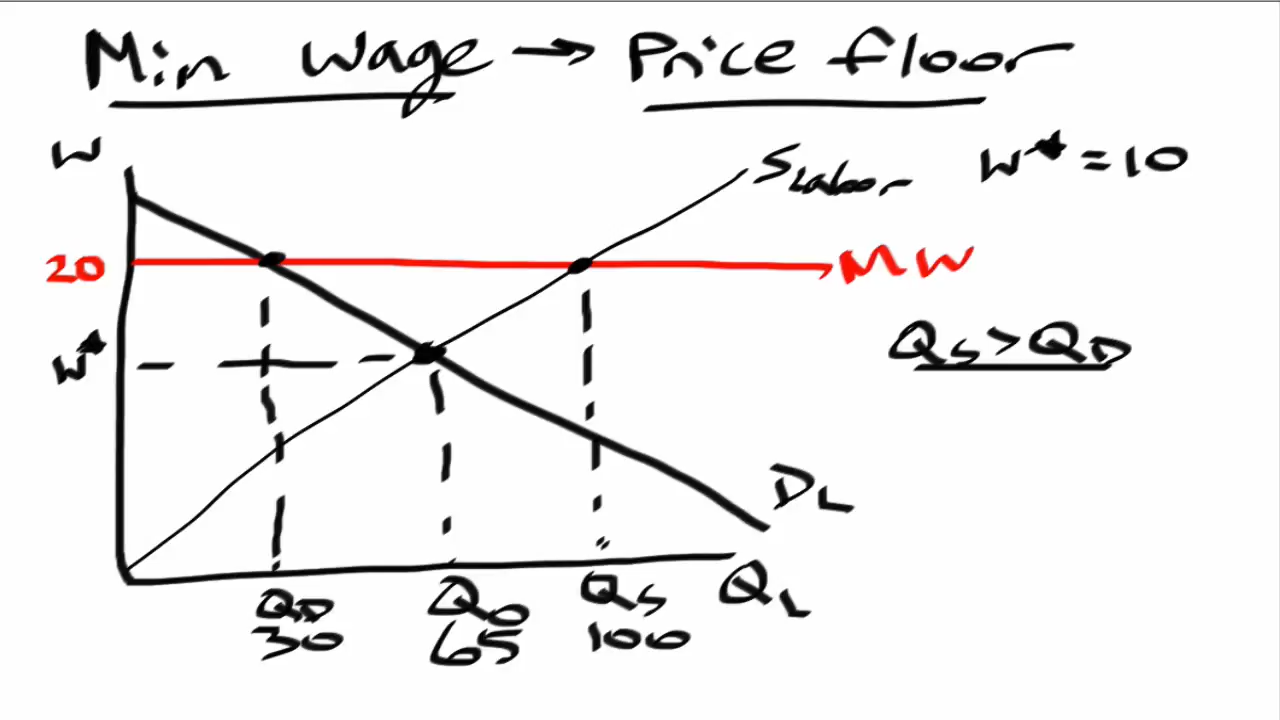 Min Wage → Price floor
W
S Labor
W* = 10
20
MW
W*
Qs > QD
DL
QD
Q0
Qs
QL
30
65
100